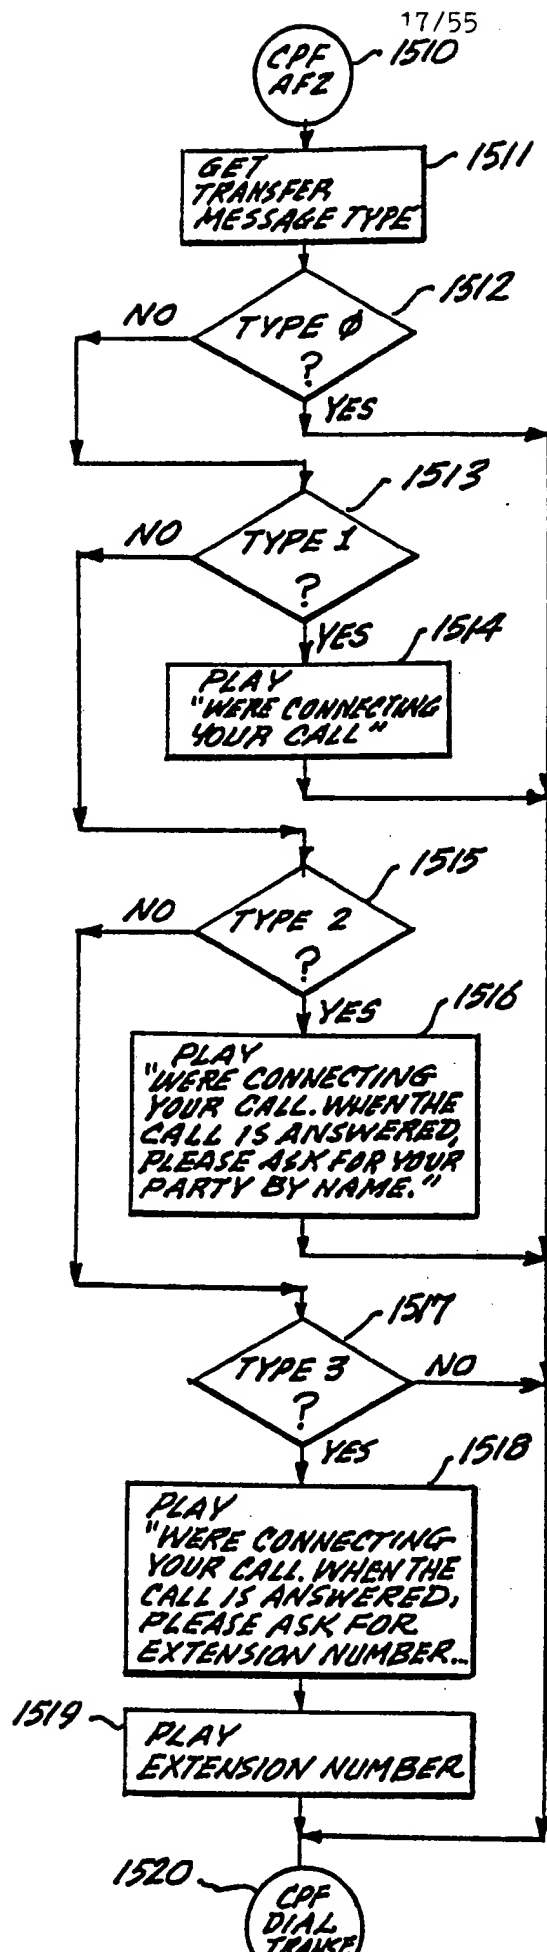 17/55
CPF
AFZ
1510
1511
GET
TRANSFER
MESSAGE TYPE
1512
NO
TYPE Ø
?
YES
1513
NO
TYPE 1
?
YES
1514
PLAY
"WERE CONNECTING
YOUR CALL"
1515
NO
TYPE 2
?
YES
1516
PLAY
"WERE CONNECTING
YOUR CALL. WHEN THE
CALL IS ANSWERED,
PLEASE ASK FOR YOUR
PARTY BY NAME."
1517
TYPE 3
NO
?
YES
1518
PLAY
"WERE CONNECTING
YOUR CALL. WHEN THE
CALL IS ANSWERED,
PLEASE ASK FOR
EXTENSION NUMBER...
1519
PLAY
EXTENSION NUMBER
1520
CPF
DIAL
TRANSF